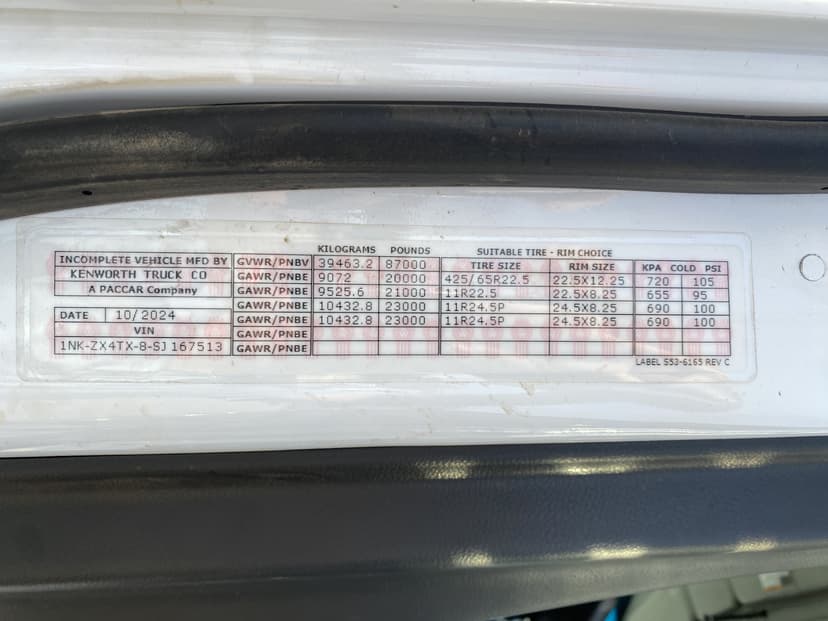 KILOGRAMS POUNDS SUITABLE TIRE - RIM CHOICE
INCOMPLETE VEHICLE MFD BY GVWR/PNBV 39463.2 87000 TIRE SIZE RIM SIZE KPA COLD PSI
KENWORTH TRUCK CO GAWR/PNBE 9072 20000 425/65R22.5 22.5X12.25 720 105
A PACCAR Company GAWR/PNBE 9525.6 21000 11R22.5 22.5X8.25 655 95
GAWR/PNBE 10432.8 23000 11R24.5P 24.5X8.25 690 100
DATE 10/2024 GAWR/PNBE 10432.8 23000 11R24.5P 24.5X8.25 690 100
VIN GAWR/PNBE
1NK-ZX4TX-8-SJ167513 GAWR/PNBE
LABEL S53-6165 REV C